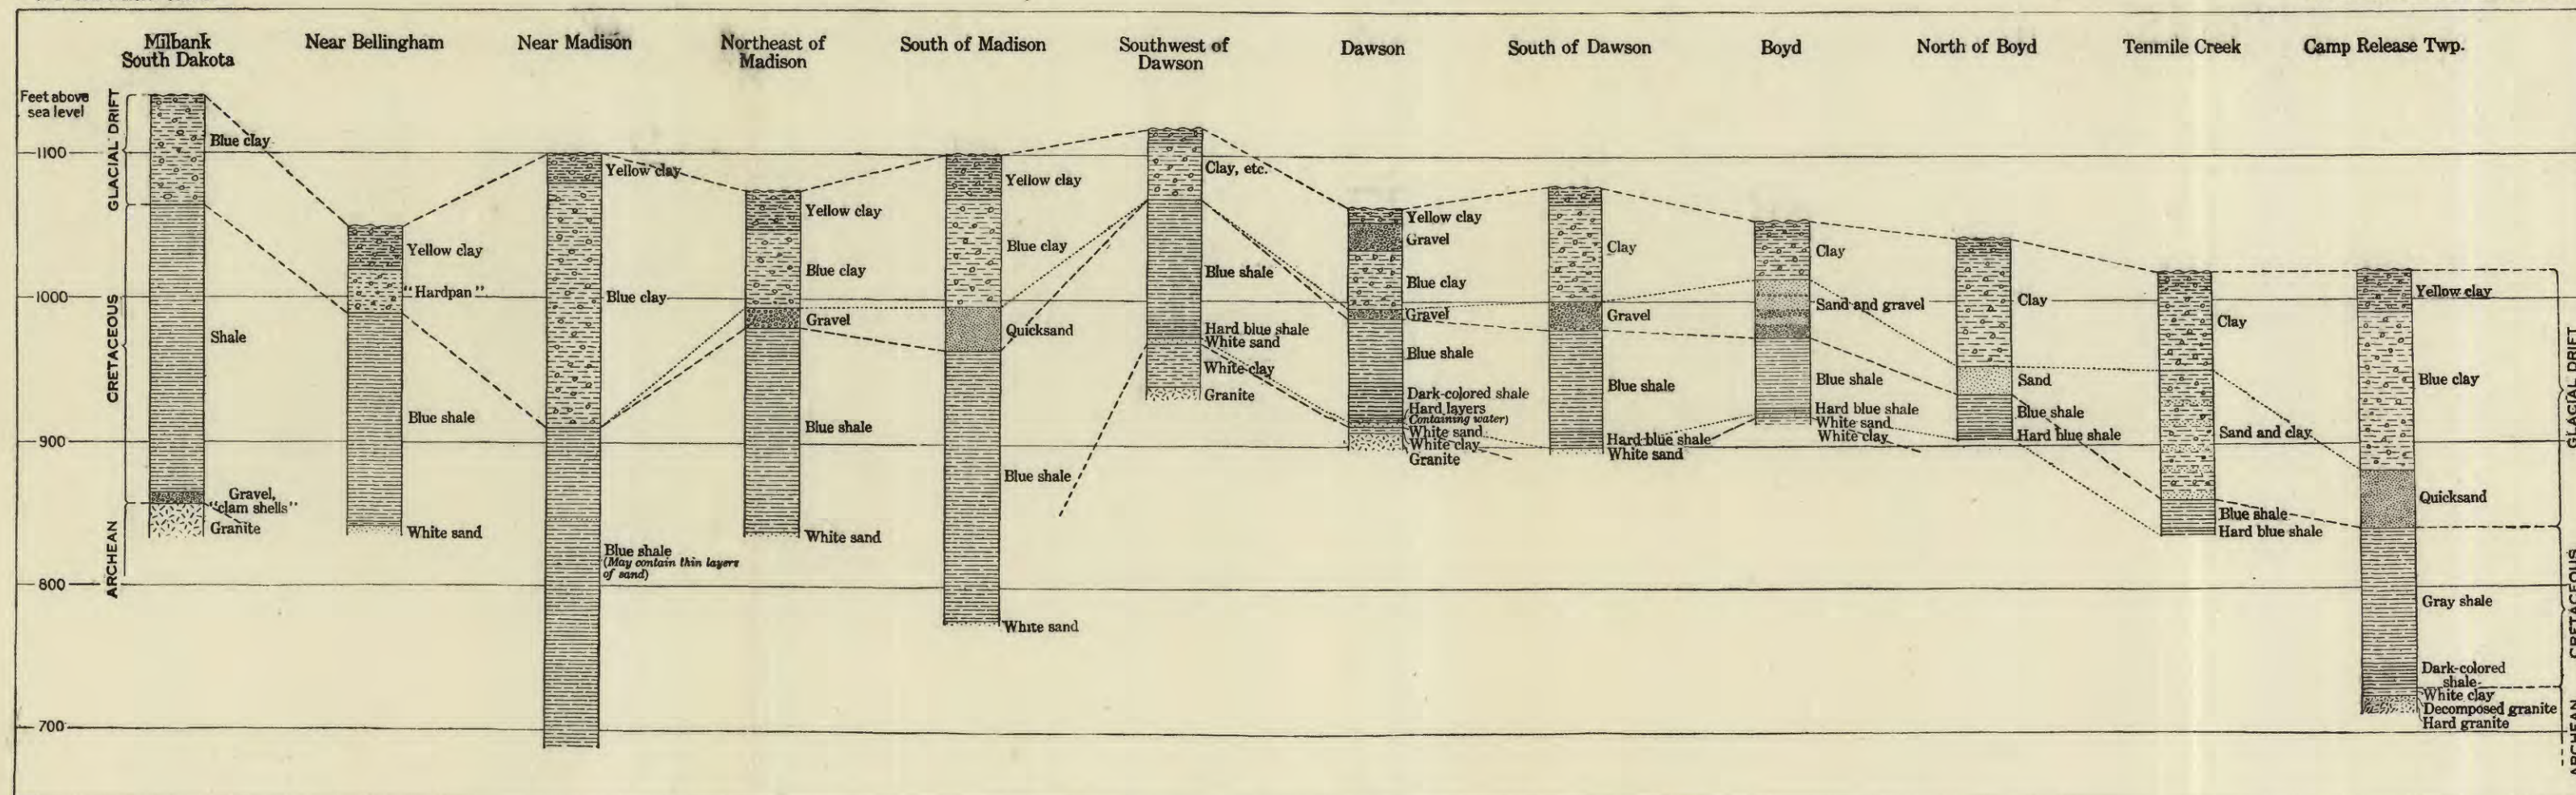 Milbank
South Dakota
Near Bellingham
Near Madison
Northeast of
Madison
South of Madison
Southwest of
Dawson
Dawson
South of Dawson
Boyd
North of Boyd
Tenmile Creek
Camp Release Twp.
Feet above
sea level
1100
1000
900
800
700
GLACIAL DRIFT
CRETACEOUS
ARCHEAN
Blue clay
Shale
Gravel,
"clam shells"
Granite
Yellow clay
"Hardpan"
Blue shale
White sand
Yellow clay
Blue clay
Blue shale
(May contain thin layers
of sand)
Yellow clay
Blue clay
Gravel
Blue shale
White sand
Yellow clay
Blue clay
Quicksand
Blue shale
White sand
Clay, etc.
Blue shale
Hard blue shale
White sand
White clay
Granite
Yellow clay
Gravel
Blue clay
Gravel
Blue shale
Dark-colored shale
Hard layers
(Containing water)
White sand
White clay
Granite
Clay
Gravel
Blue shale
Hard blue shale
White sand
Clay
Sand and gravel
Blue shale
Hard blue shale
White sand
White clay
Clay
Sand
Blue shale
Hard blue shale
Clay
Sand and clay
Blue shale
Hard blue shale
Yellow clay
Blue clay
Quicksand
Gray shale
Dark-colored
shale
White clay
Decomposed granite
Hard granite
GLACIAL DRIFT
CRETACEOUS
ARCHEAN